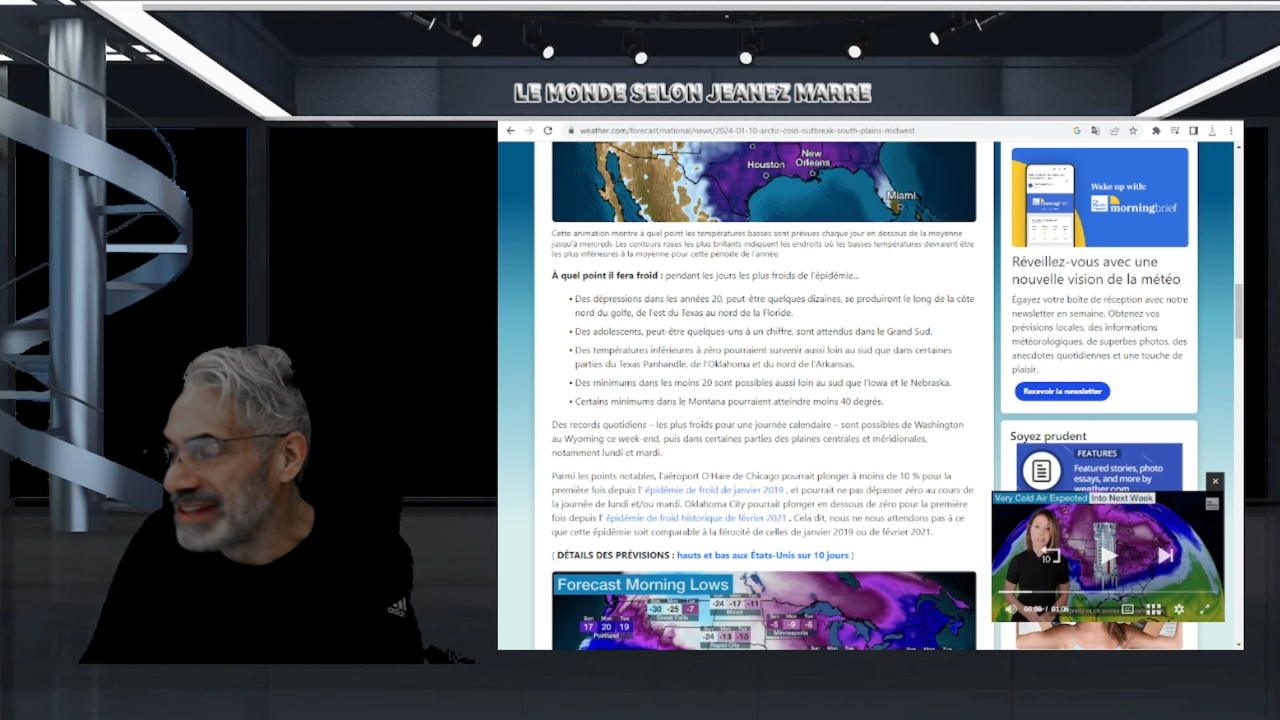 LE MONDE SELON JEANEZ MARRE
weather.com/forecast/national/news/2024-01-10-arctic-cold-outbreak-south-plains-midwest
Houston
New
Orleans
Miami
Cette animation montre à quel point les températures basses sont prévues chaque jour en dessous de la moyenne
jusqu'à mercredi. Les contours roses les plus brillants indiquent les endroits où les basses températures devraient être
les plus inférieures à la moyenne pour cette période de l'année.
À quel point il fera froid : pendant les jours les plus froids de l'épidémie...
• Des dépressions dans les années 20, peut-être quelques dizaines, se produiront le long de la côte
nord du golfe, de l'est du Texas au nord de la Floride.
• Des adolescents, peut-être quelques-uns à un chiffre, sont attendus dans le Grand Sud.
• Des températures inférieures à zéro pourraient survenir aussi loin au sud que dans certaines
parties du Texas Panhandle, de l'Oklahoma et du nord de l'Arkansas.
• Des minimums dans les moins 20 sont possibles aussi loin au sud que l'Iowa et le Nebraska.
• Certains minimums dans le Montana pourraient atteindre moins 40 degrés.
Des records quotidiens – les plus froids pour une journée calendaire – sont possibles de Washington
au Wyoming ce week-end, puis dans certaines parties des plaines centrales et méridionales,
notamment lundi et mardi.
Parmi les points notables, l'aéroport O'Hare de Chicago pourrait plonger à moins de 10 % pour la
première fois depuis l' épidémie de froid de janvier 2019 , et pourrait ne pas dépasser zéro au cours de
la journée de lundi et/ou mardi. Oklahoma City pourrait plonger en dessous de zéro pour la première
fois depuis l' épidémie de froid historique de février 2021 . Cela dit, nous ne nous attendons pas à ce
que cette épidémie soit comparable à la férocité de celles de janvier 2019 ou de février 2021.
( DÉTAILS DES PRÉVISIONS : hauts et bas aux États-Unis sur 10 jours )
Forecast Morning Lows
-30 -25 -7
Great Falls
-24 -17 -11
Minot
Sun Mon Tue
17 20 19
Portland
-5 -9 -6
Minneapolis
-24 -13 -10
Rapid City
Wake up with:
morningbrief
Réveillez-vous avec une
nouvelle vision de la météo
Égayez votre boîte de réception avec notre
newsletter en semaine. Obtenez vos
prévisions locales, des informations
météorologiques, de superbes photos, des
anecdotes quotidiennes et une touche de
plaisir.
Recevoir la newsletter
Soyez prudent
FEATURES
Featured stories, photo
essays, and more by
weather.com
Very Cold Air Expected Into Next Week
10
00:09 / 01:05